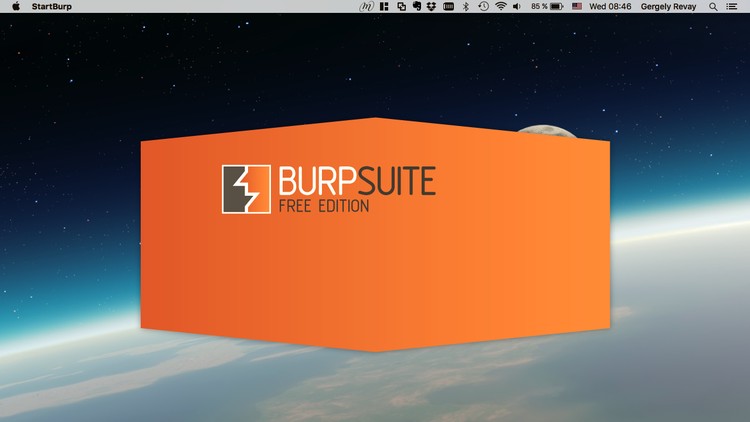 StartBurp
85 %
Wed 08:46
Gergely Revay
BURPSUITE
FREE EDITION